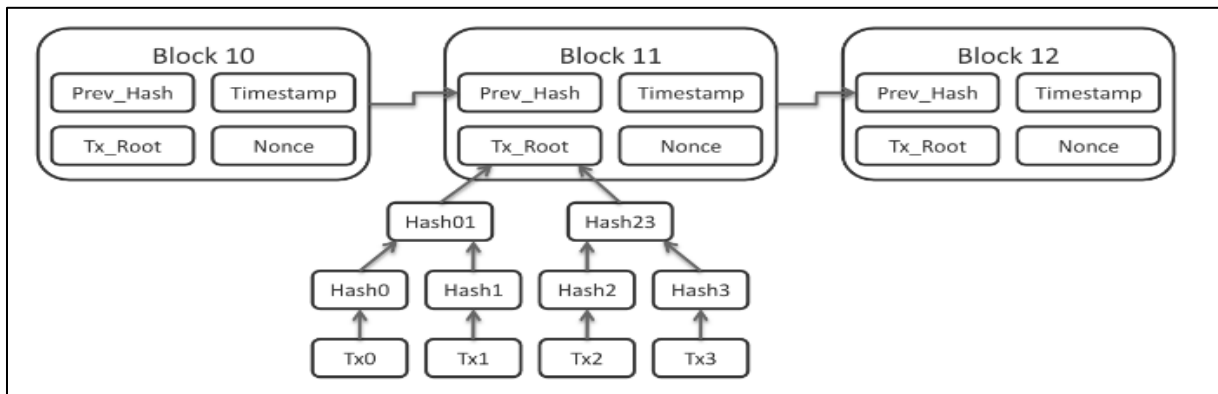 Block 10 Block 11 Block 12
Prev_Hash Timestamp Prev_Hash Timestamp Prev_Hash Timestamp
Tx_Root Nonce Tx_Root Nonce Tx_Root Nonce
Hash01 Hash23
Hash0 Hash1 Hash2 Hash3
Tx0 Tx1 Tx2 Tx3